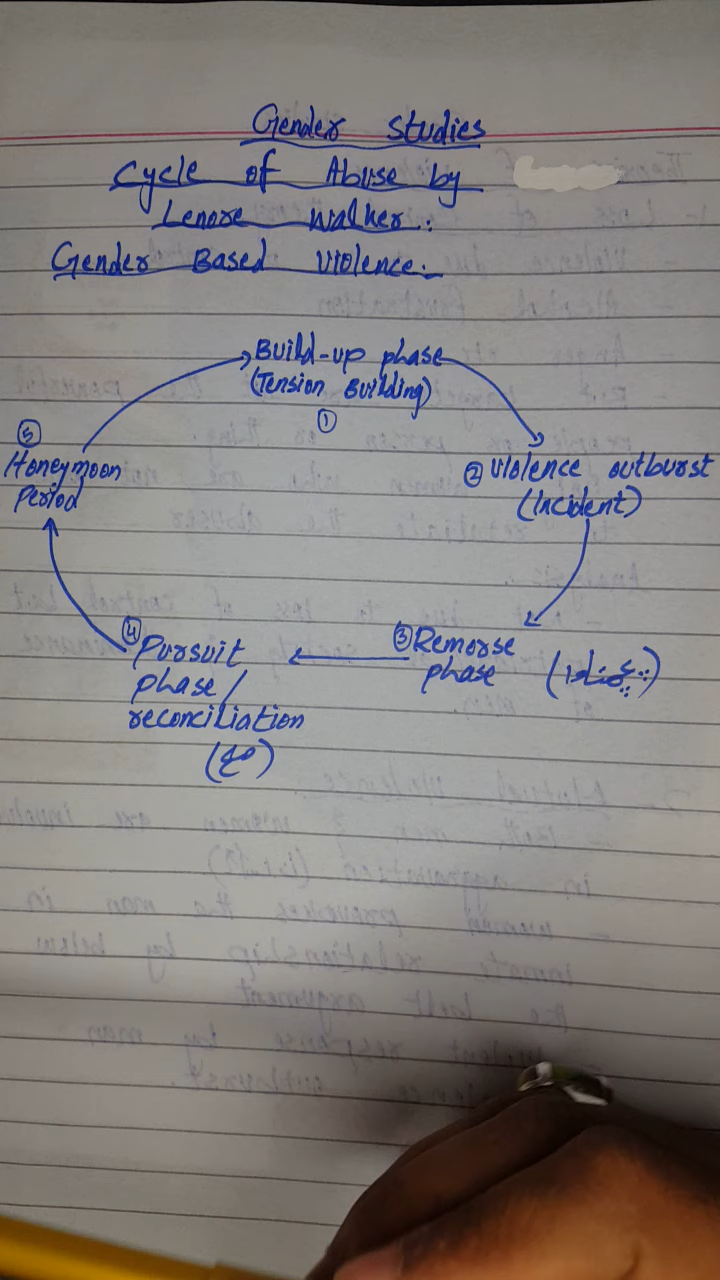 Gender studies
Cycle of Abuse by
Lenore Walker.
Gender Based Violence.
Build-up phase
(Tension Building)
①
② Violence outburst
(Incident)
③ Remorse
phase
④
Pursuit
phase/
reconciliation
(صلح)
⑤
Honeymoon
Period